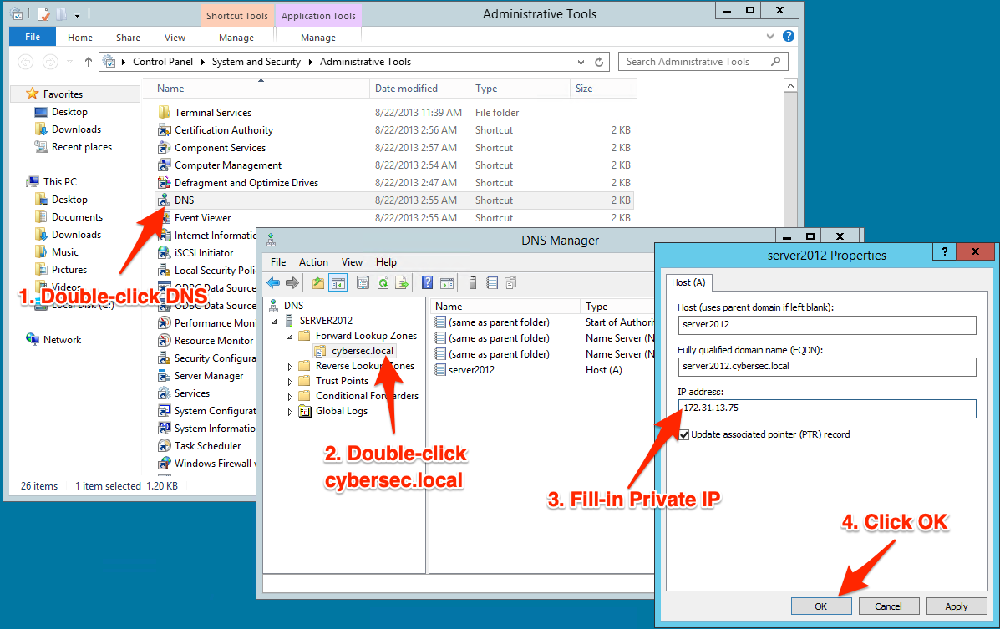 Shortcut Tools
Application Tools
Administrative Tools
File
Home
Share
View
Manage
Manage
Control Panel
System and Security
Administrative Tools
Search Administrative Tools
Favorites
Desktop
Downloads
Recent places
This PC
Desktop
Documents
Downloads
Music
Pictures
Videos
Local Disk (C:)
Network
Name Date modified Type Size
Terminal Services 8/22/2013 11:39 AM File folder
Certification Authority 8/22/2013 2:56 AM Shortcut 2 KB
Component Services 8/22/2013 2:57 AM Shortcut 2 KB
Computer Management 8/22/2013 2:54 AM Shortcut 2 KB
Defragment and Optimize Drives 8/22/2013 2:47 AM Shortcut 2 KB
DNS 8/22/2013 2:55 AM Shortcut 2 KB
Event Viewer 8/22/2013 2:55 AM Shortcut 2 KB
Internet Informatic
iSCSI Initiator
Local Security Poli
ODBC Data Source
ODBC Data Source
Performance Mon
Resource Monitor
Security Configura
Server Manager
Services
System Configurat
System Informatio
Task Scheduler
Windows Firewall
26 items 1 item selected 1.20 KB
1. Double-click DNS
DNS Manager
File Action View Help
DNS
SERVER2012
Forward Lookup Zones
cybersec.local
Reverse Lookup Zones
Trust Points
Conditional Forwarders
Global Logs
Name Type
(same as parent folder) Start of Authori
(same as parent folder) Name Server (N
(same as parent folder) Name Server (N
server2012 Host (A)
2. Double-click
cybersec.local
server2012 Properties
Host (A)
Host (uses parent domain if left blank):
server2012
Fully qualified domain name (FQDN):
server2012.cybersec.local
IP address:
172.31.13.75
Update associated pointer (PTR) record
3. Fill-in Private IP
4. Click OK
OK Cancel Apply